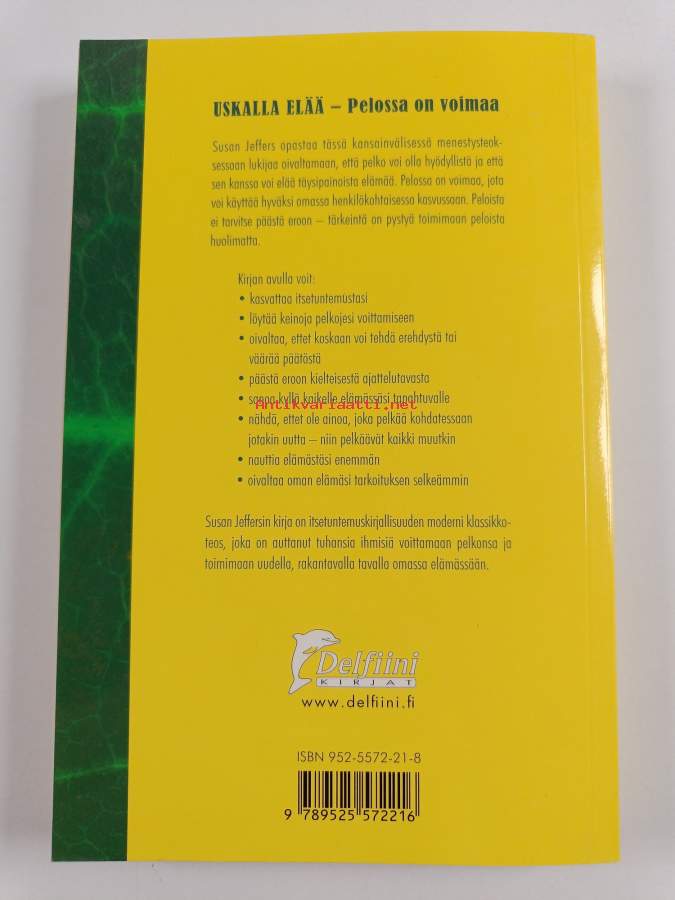 USKALLA ELÄÄ – Pelossa on voimaa
Susan Jeffers opastaa tässä kansainvälisessä menestysteok-
sessaan lukijaa oivaltamaan, että pelko voi olla hyödyllistä ja että
sen kanssa voi elää täysipainoista elämää. Pelossa on voimaa, jota
voi käyttää hyväksi omassa henkilökohtaisessa kasvussaan. Peloista
ei tarvitse päästä eroon – tärkeintä on pystyä toimimaan peloista
huolimatta.
Kirjan avulla voit:
• kasvattaa itsetuntemustasi
• löytää keinoja pelkojesi voittamiseen
• oivaltaa, ettet koskaan voi tehdä erehdystä tai
väärää päätöstä
• päästä eroon kielteisestä ajattelutavasta
• sanoa kyllä kaikelle elämässäsi tapahtuvalle
Antikvariaatti.net
• nähdä, ettet ole ainoa, joka pelkää kohdatessaan
jotakin uutta – niin pelkäävät kaikki muutkin
• nauttia elämästäsi enemmän
• oivaltaa oman elämäsi tarkoituksen selkeämmin
Susan Jeffersin kirja on itsetuntemuskirjallisuuden moderni klassikko-
teos, joka on auttanut tuhansia ihmisiä voittamaan pelkonsa ja
toimimaan uudella, rakantavalla tavalla omassa elämässään.
Delfiini
KIRJAT
www.delfiini.fi
ISBN 952-5572-21-8
9 789525 572216